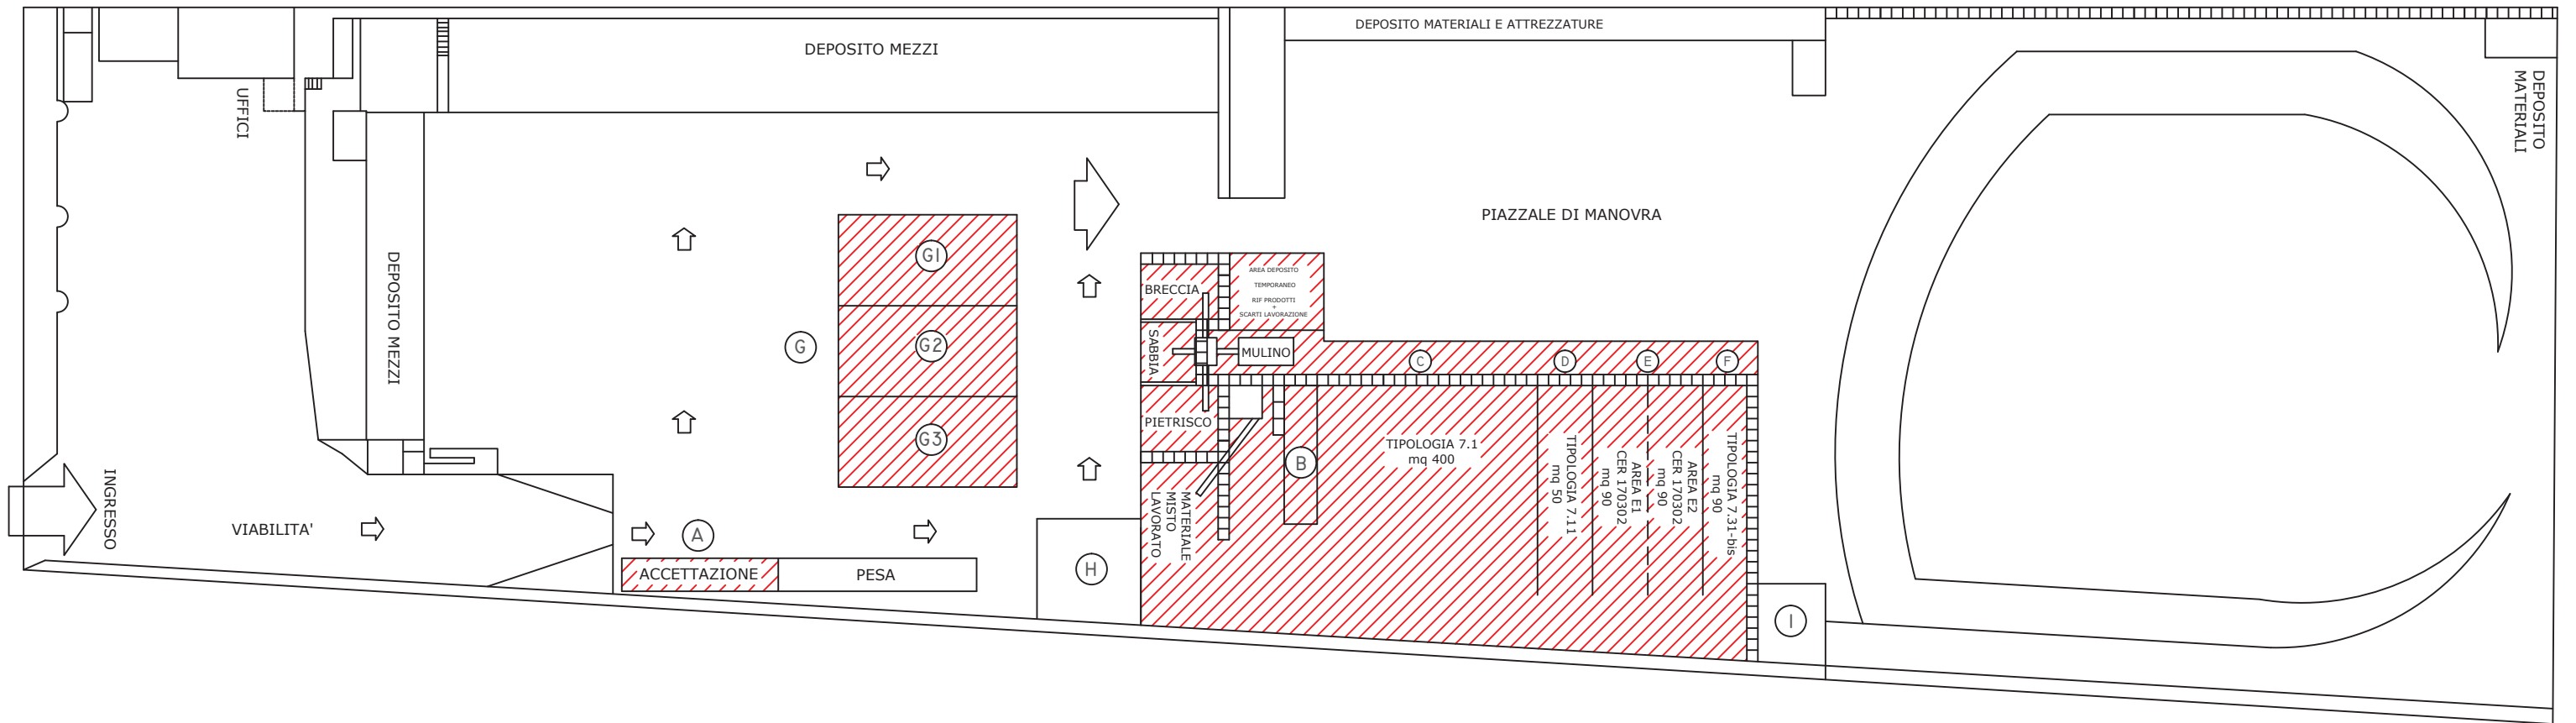 DEPOSITO MATERIALI E ATTREZZATURE
DEPOSITO MEZZI
DEPOSITO
MATERIALI
UFFICI
PIAZZALE DI MANOVRA
DEPOSITO MEZZI
G
G1
G2
G3
BRECCIA
AREA DEPOSITO
TEMPORANEO
RIF PRODOTTI
+
SCARTI LAVORAZIONE
SABBIA
MULINO
C
D
E
F
PIETRISCO
B
TIPOLOGIA 7.1
mq 400
TIPOLOGIA 7.11
mq 50
AREA E1
CER 170302
mq 90
AREA E2
CER 170302
mq 90
TIPOLOGIA 7.31-bis
mq 90
MATERIALE
MISTO
LAVORATO
INGRESSO
VIABILITA'
A
ACCETTAZIONE
PESA
H
I